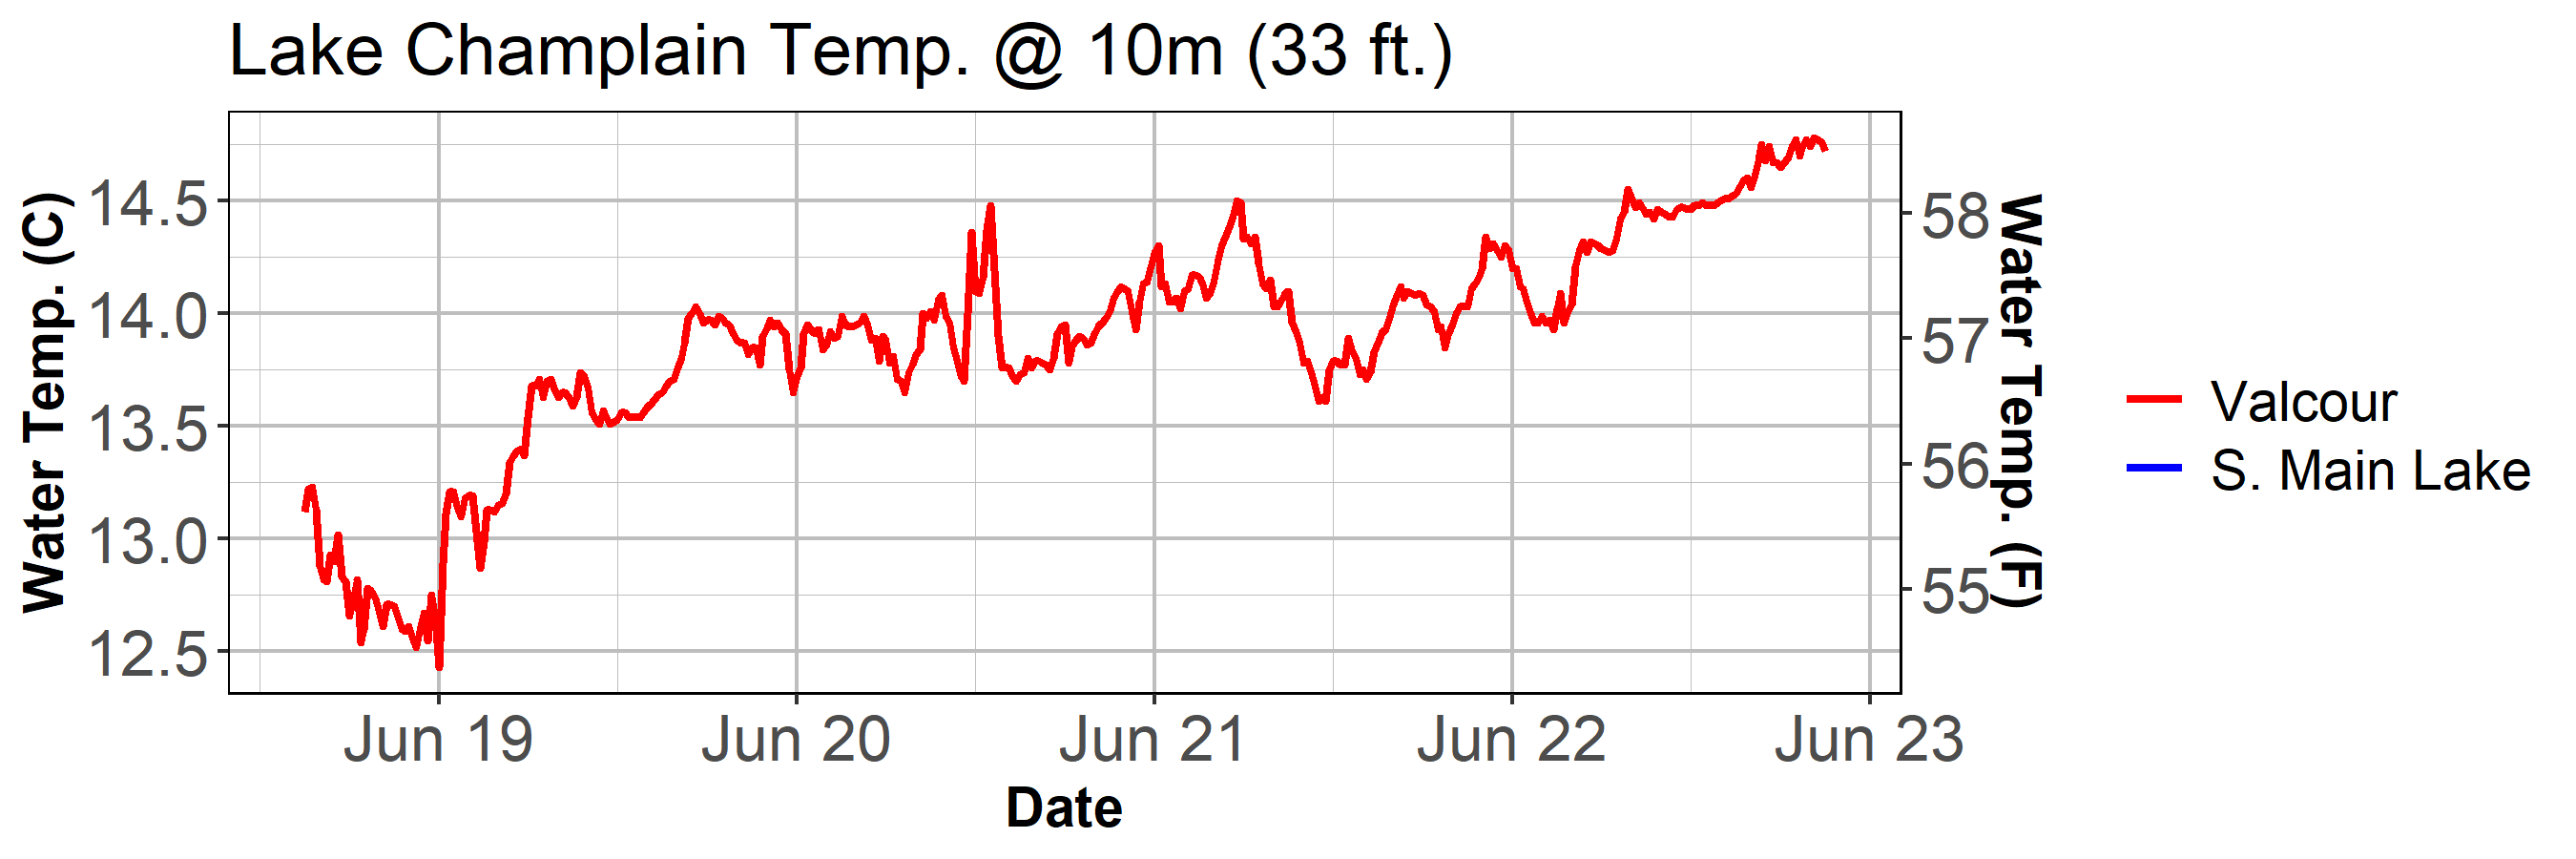 Lake Champlain Temp. @ 10m (33 ft.)
Water Temp. (C)
14.5
14.0
13.5
13.0
12.5
58
57
56
55
Water Temp. (F)
Jun 19 Jun 20 Jun 21 Jun 22 Jun 23
Date
Valcour
S. Main Lake